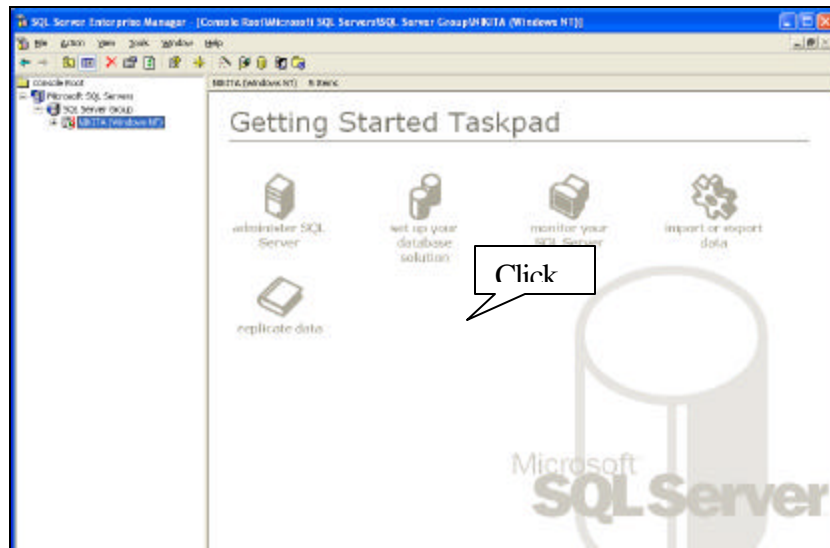 SQL Server Enterprise Manager - [Console Root\Microsoft SQL Servers\SQL Server Group\NIKITA (Windows NT)]
File Action View Tools Window Help
Console Root
NIKITA (Windows NT) 6 Items
Microsoft SQL Servers
SQL Server Group
NIKITA (Windows NT)
Getting Started Taskpad
administer SQL
Server
set up your
database
solution
monitor your
SQL Server
import or export
data
Click
replicate data
Microsoft
SQL Server